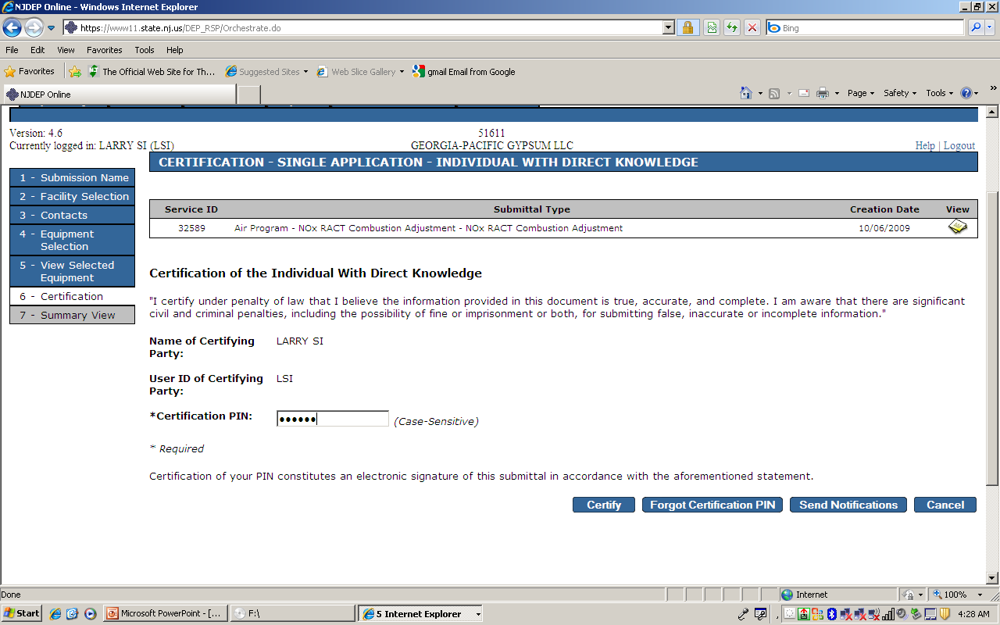 NJDEP Online - Windows Internet Explorer
https://www11.state.nj.us/DEP_RSP/Orchestrate.do
Bing
File Edit View Favorites Tools Help
Favorites The Official Web Site for Th... Suggested Sites Web Slice Gallery gmail Email from Google
NJDEP Online
Page Safety Tools
Version: 4.6 51611
Currently logged in: LARRY SI (LSI) GEORGIA-PACIFIC GYPSUM LLC Help | Logout
CERTIFICATION - SINGLE APPLICATION - INDIVIDUAL WITH DIRECT KNOWLEDGE
1 - Submission Name
2 - Facility Selection
3 - Contacts
4 - Equipment
Selection
5 - View Selected
Equipment
6 - Certification
7 - Summary View
Service ID Submittal Type Creation Date View
32589 Air Program - NOx RACT Combustion Adjustment - NOx RACT Combustion Adjustment 10/06/2009
Certification of the Individual With Direct Knowledge
"I certify under penalty of law that I believe the information provided in this document is true, accurate, and complete. I am aware that there are significant
civil and criminal penalties, including the possibility of fine or imprisonment or both, for submitting false, inaccurate or incomplete information."
Name of Certifying LARRY SI
Party:
User ID of Certifying LSI
Party:
*Certification PIN: •••••• (Case-Sensitive)
* Required
Certification of your PIN constitutes an electronic signature of this submittal in accordance with the aforementioned statement.
Certify Forgot Certification PIN Send Notifications Cancel
Done Internet 100%
Start Microsoft PowerPoint - [... F:\ 5 Internet Explorer 4:28 AM